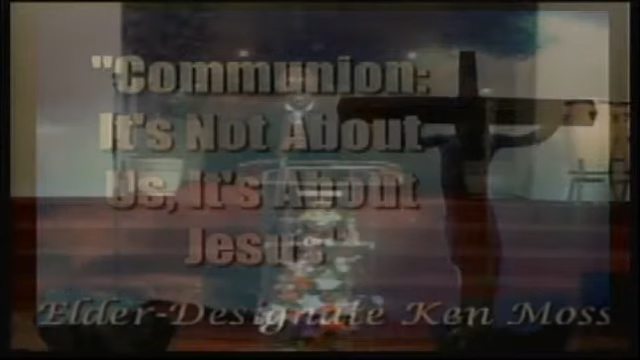 "Communion:
It's Not About
Us, It's About
Jesus"
Elder-Designate Ken Moss